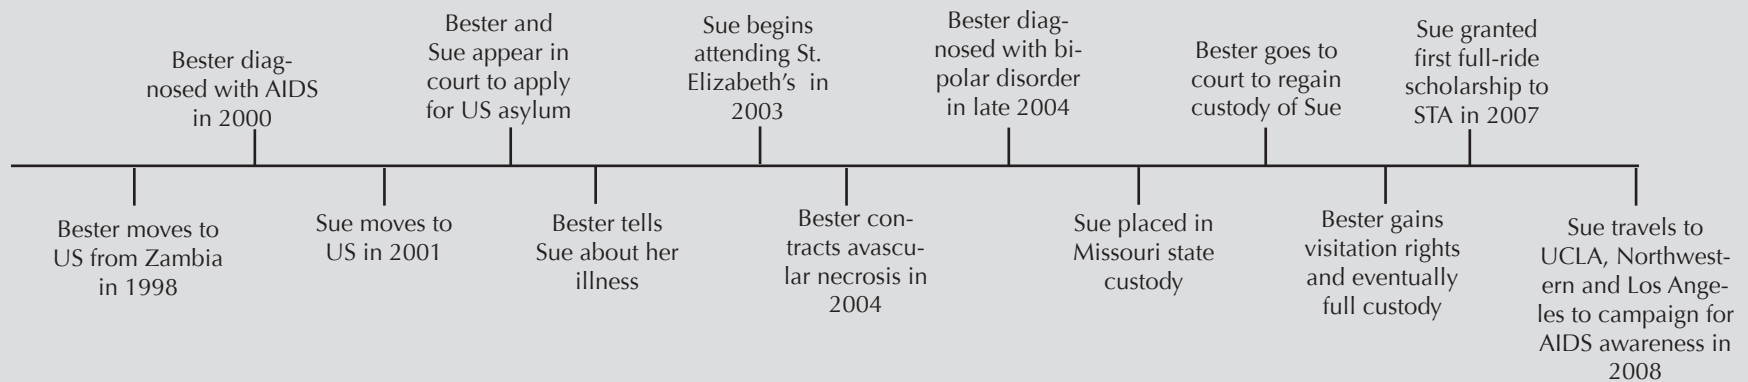 Bester moves to
US from Zambia
in 1998
Bester diag-
nosed with AIDS
in 2000
Sue moves to
US in 2001
Bester and
Sue appear in
court to apply
for US asylum
Bester tells
Sue about her
illness
Sue begins
attending St.
Elizabeth’s in
2003
Bester con-
tracts avascu-
lar necrosis in
2004
Bester diag-
nosed with bi-
polar disorder
in late 2004
Sue placed in
Missouri state
custody
Bester goes to
court to regain
custody of Sue
Bester gains
visitation rights
and eventually
full custody
Sue granted
first full-ride
scholarship to
STA in 2007
Sue travels to
UCLA, Northwest-
ern and Los Ange-
les to campaign for
AIDS awareness in
2008